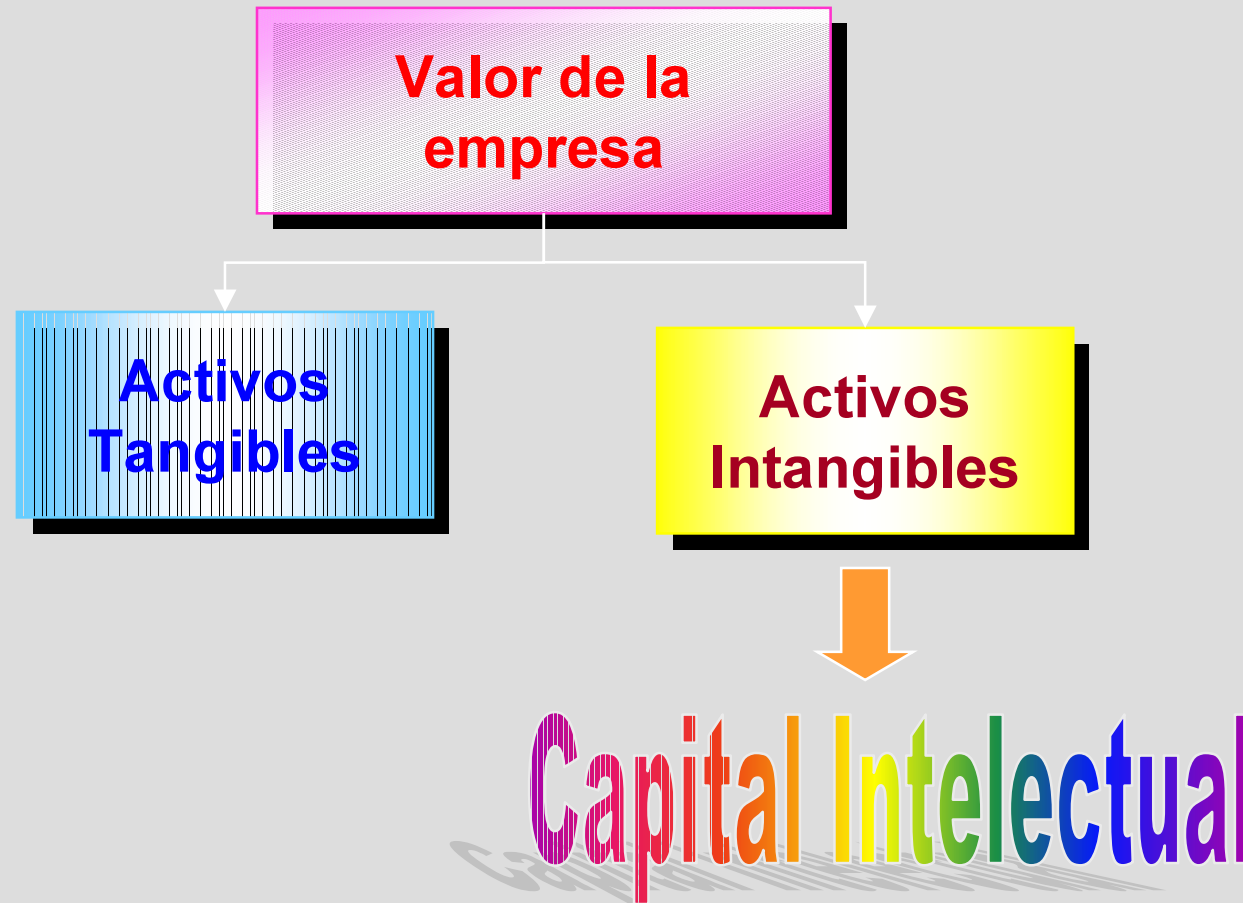 Valor de la
empresa
Activos
Tangibles
Activos
Intangibles
Capital Intelectual